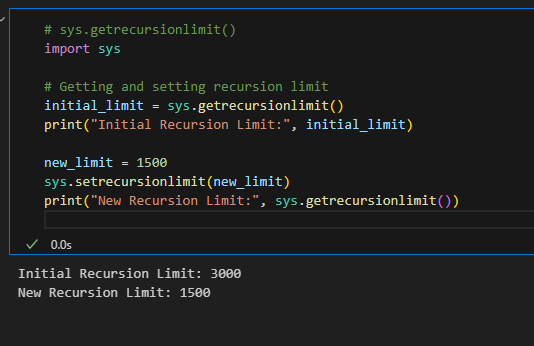 # sys.getrecursionlimit()
import sys
# Getting and setting recursion limit
initial_limit = sys.getrecursionlimit()
print("Initial Recursion Limit:", initial_limit)
new_limit = 1500
sys.setrecursionlimit(new_limit)
print("New Recursion Limit:", sys.getrecursionlimit())
0.0s
Initial Recursion Limit: 3000
New Recursion Limit: 1500